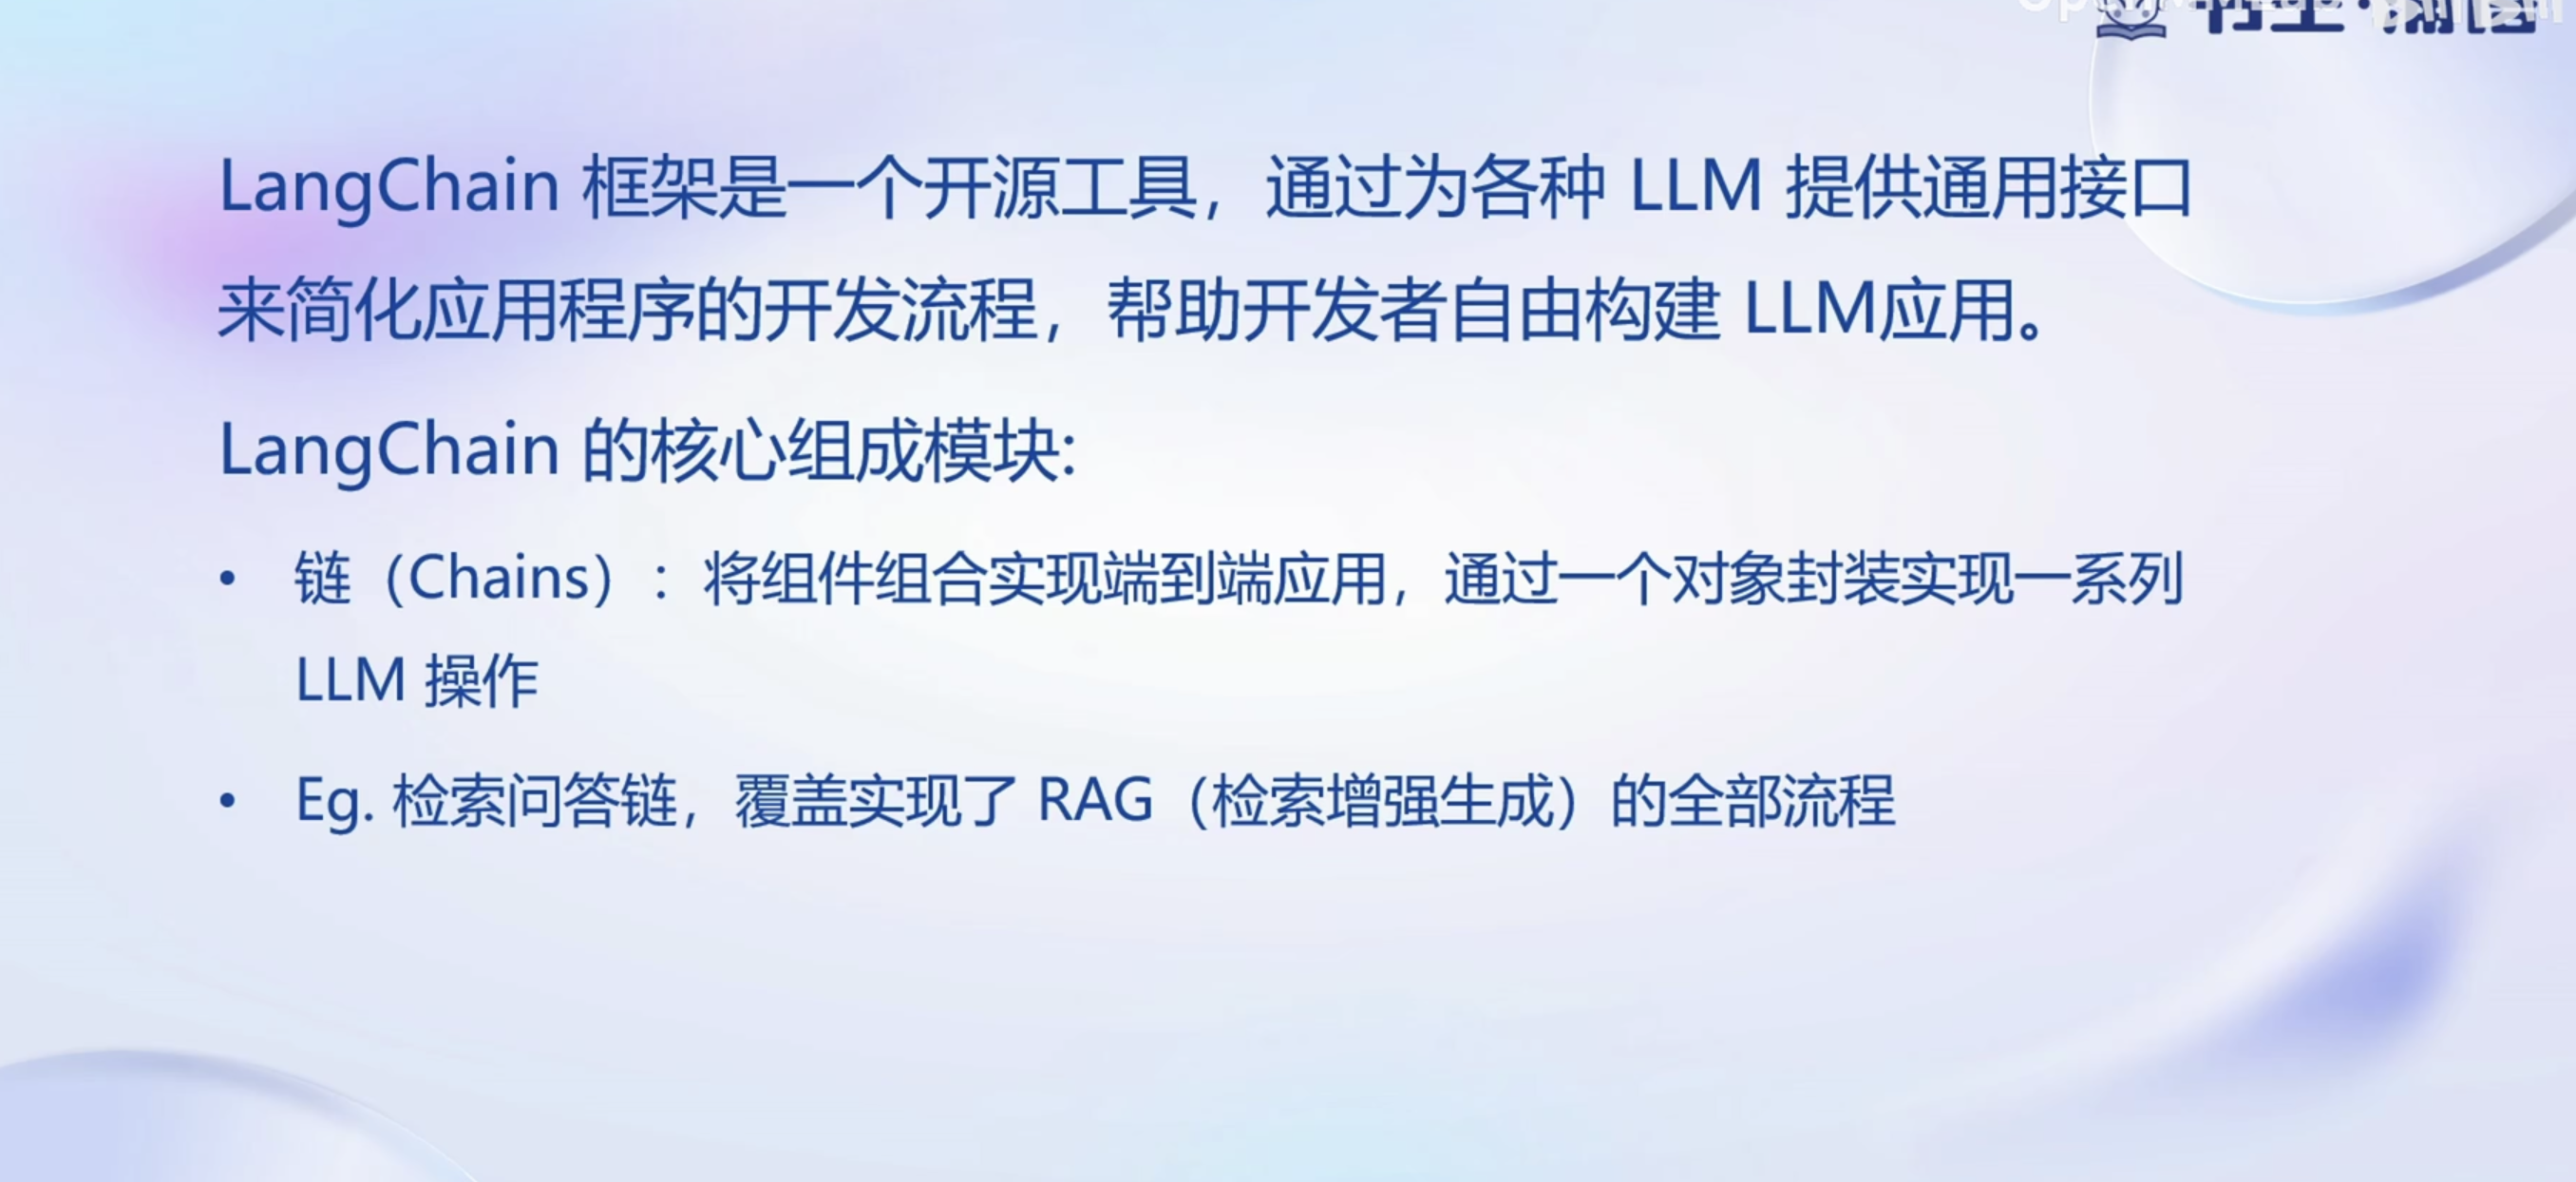 LangChain 框架是一个开源工具，通过为各种 LLM 提供通用接口
来简化应用程序的开发流程，帮助开发者自由构建 LLM应用。
LangChain 的核心组成模块:
• 链（Chains）：将组件组合实现端到端应用，通过一个对象封装实现一系列
LLM 操作
• Eg. 检索问答链，覆盖实现了 RAG（检索增强生成）的全部流程